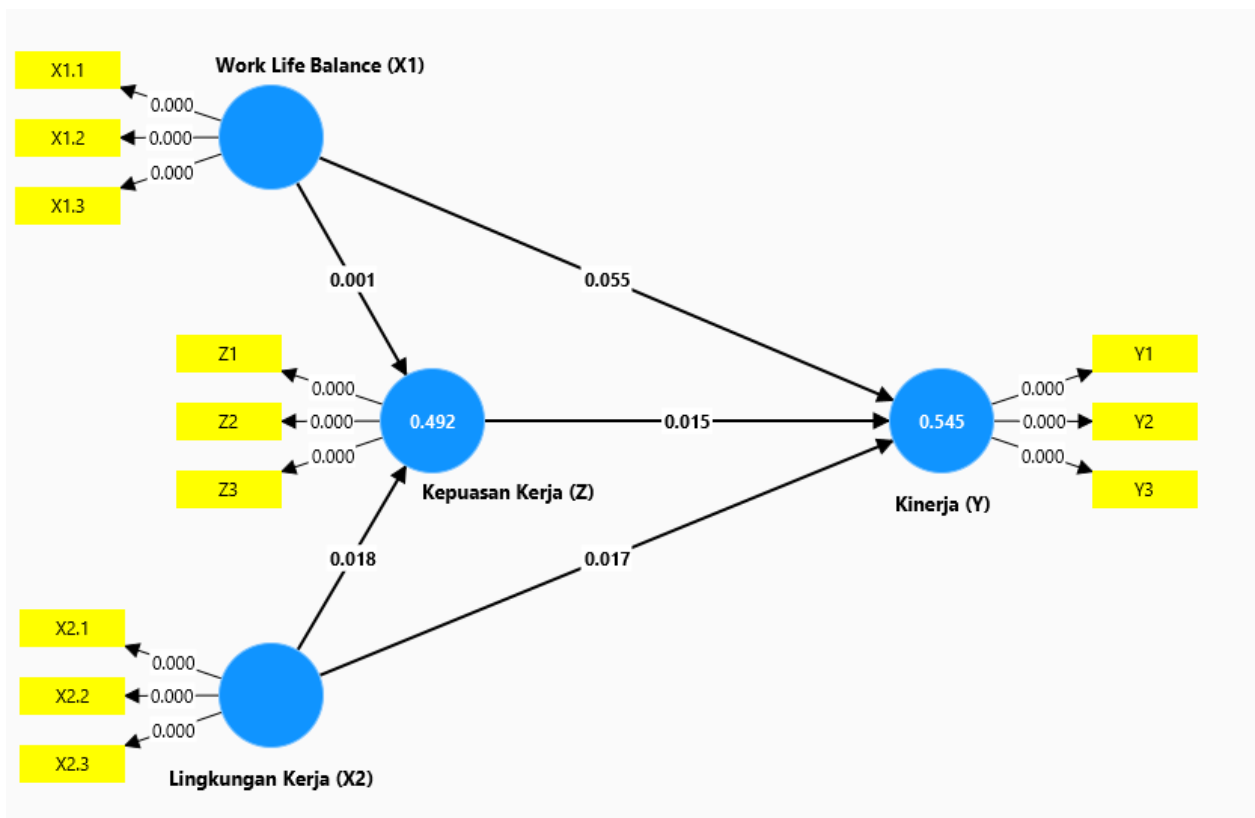 Work Life Balance (X1)
X1.1
0.000
X1.2
0.000
X1.3
0.000
0.001
0.055
Z1
0.000
Z2
0.000
Z3
0.000
0.492
Kepuasan Kerja (Z)
0.015
0.545
Kinerja (Y)
Y1
0.000
Y2
0.000
Y3
0.000
0.018
0.017
X2.1
0.000
X2.2
0.000
X2.3
0.000
Lingkungan Kerja (X2)